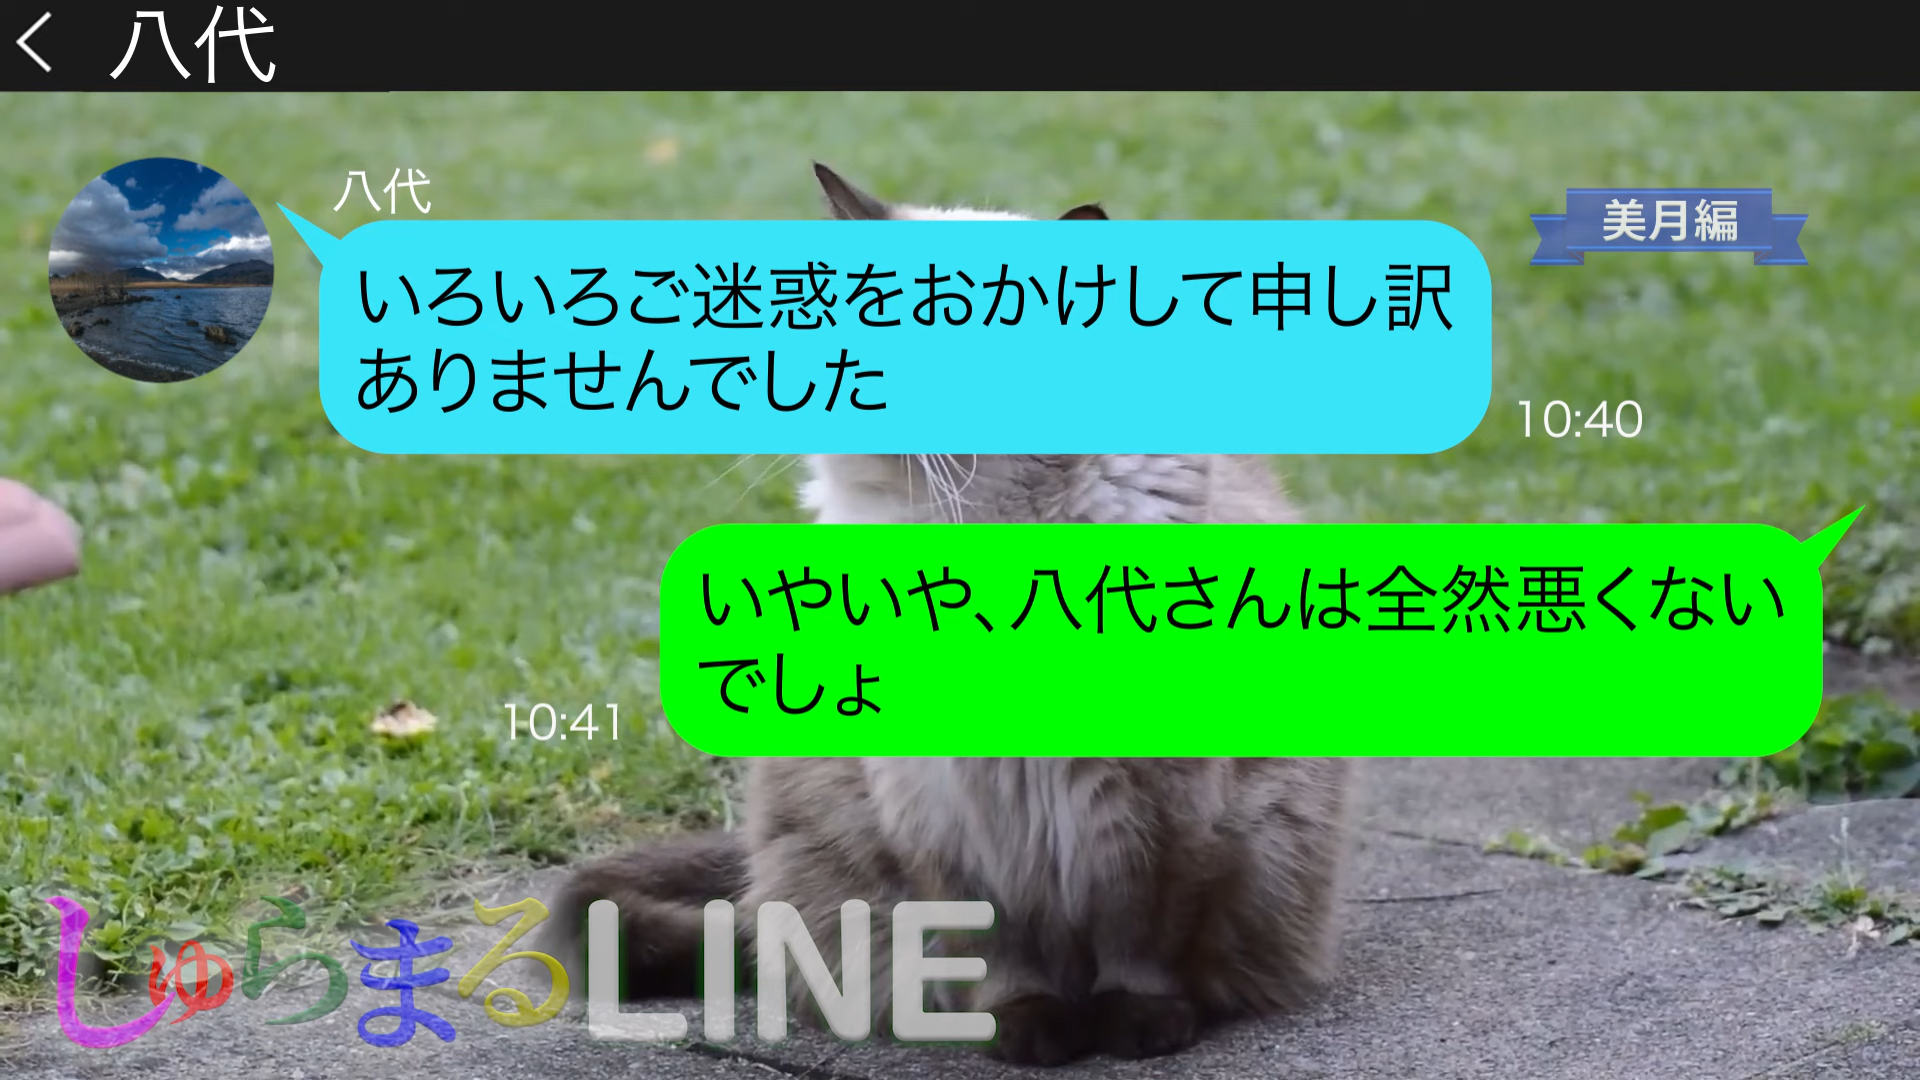 八代
八代
美月編
いろいろご迷惑をおかけして申し訳
ありませんでした
10:40
いやいや、八代さんは全然悪くない
でしょ
10:41
しゅらまるLINE